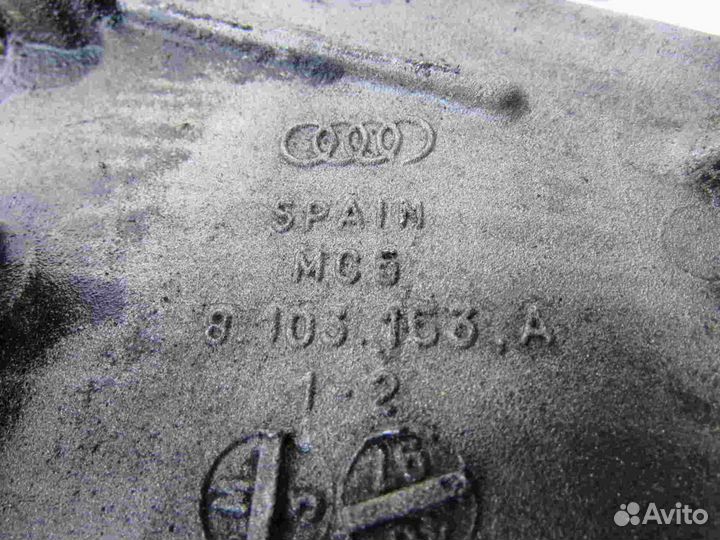 SPAIN
MC5
8 103.153.A
1-2
Avito